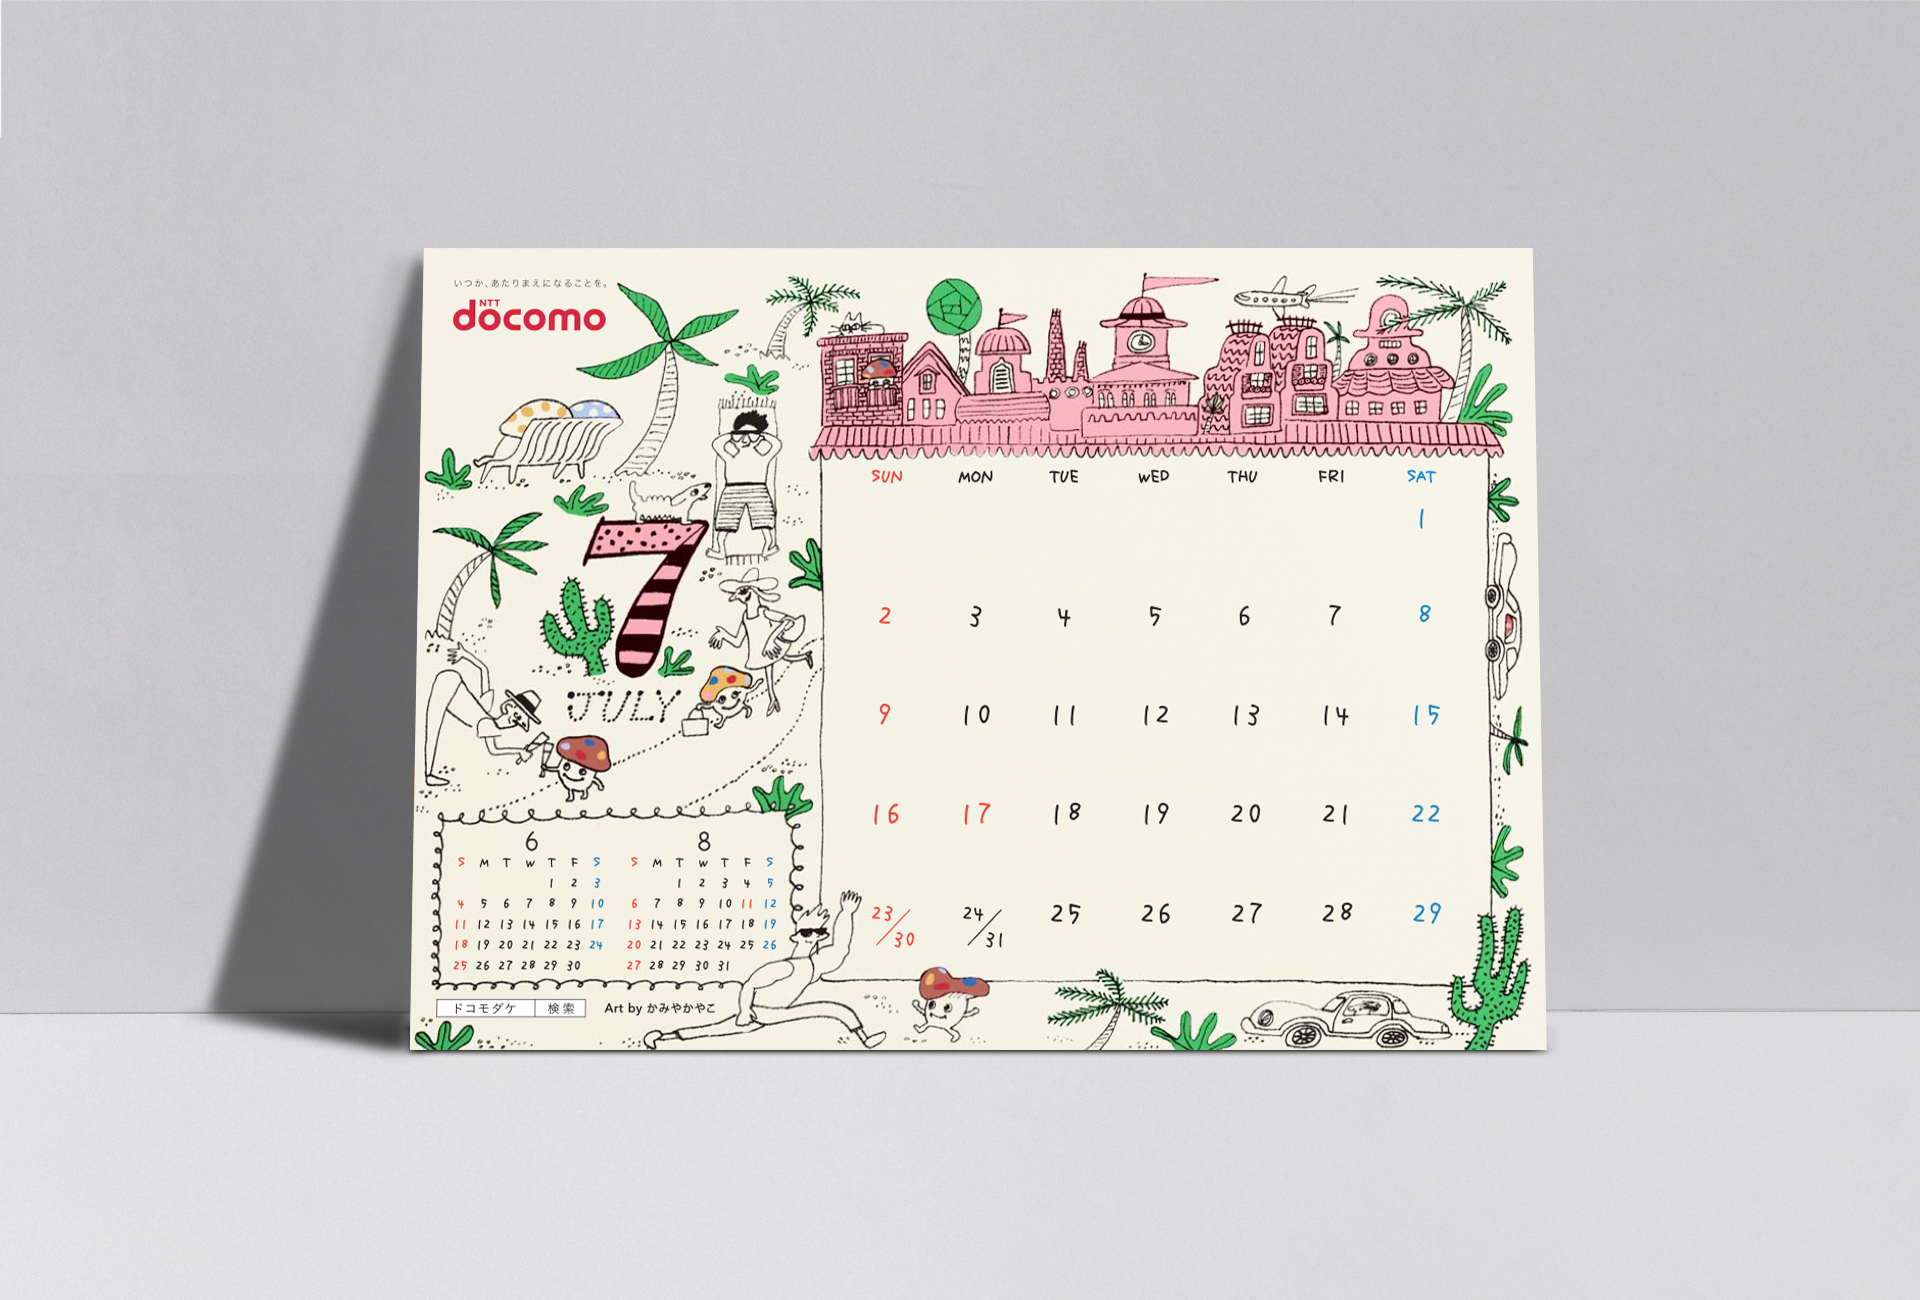 いつか、あたりまえになることを。
NTT
docomo
7
JULY
SUN MON TUE WED THU FRI SAT
1
2 3 4 5 6 7 8
9 10 11 12 13 14 15
16 17 18 19 20 21 22
23/30 24/31 25 26 27 28 29
6
S M T W T F S
1 2 3
4 5 6 7 8 9 10
11 12 13 14 15 16 17
18 19 20 21 22 23 24
25 26 27 28 29 30
8
S M T W T F S
1 2 3 4 5
6 7 8 9 10 11 12
13 14 15 16 17 18 19
20 21 22 23 24 25 26
27 28 29 30 31
ドコモダケ 検索
Art by かみやかやこ